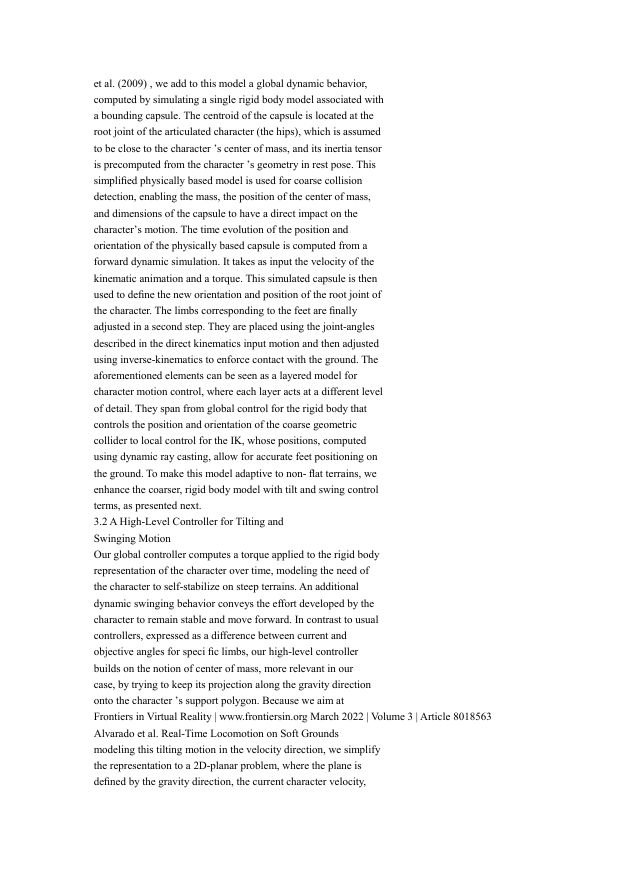 et al. (2009) , we add to this model a global dynamic behavior,
computed by simulating a single rigid body model associated with
a bounding capsule. The centroid of the capsule is located at the
root joint of the articulated character (the hips), which is assumed
to be close to the character ’s center of mass, and its inertia tensor
is precomputed from the character ’s geometry in rest pose. This
simplified physically based model is used for coarse collision
detection, enabling the mass, the position of the center of mass,
and dimensions of the capsule to have a direct impact on the
character’s motion. The time evolution of the position and
orientation of the physically based capsule is computed from a
forward dynamic simulation. It takes as input the velocity of the
kinematic animation and a torque. This simulated capsule is then
used to define the new orientation and position of the root joint of
the character. The limbs corresponding to the feet are finally
adjusted in a second step. They are placed using the joint-angles
described in the direct kinematics input motion and then adjusted
using inverse-kinematics to enforce contact with the ground. The
aforementioned elements can be seen as a layered model for
character motion control, where each layer acts at a different level
of detail. They span from global control for the rigid body that
controls the position and orientation of the coarse geometric
collider to local control for the IK, whose positions, computed
using dynamic ray casting, allow for accurate feet positioning on
the ground. To make this model adaptive to non- flat terrains, we
enhance the coarser, rigid body model with tilt and swing control
terms, as presented next.
3.2 A High-Level Controller for Tilting and
Swinging Motion
Our global controller computes a torque applied to the rigid body
representation of the character over time, modeling the need of
the character to self-stabilize on steep terrains. An additional
dynamic swinging behavior conveys the effort developed by the
character to remain stable and move forward. In contrast to usual
controllers, expressed as a difference between current and
objective angles for speci fic limbs, our high-level controller
builds on the notion of center of mass, more relevant in our
case, by trying to keep its projection along the gravity direction
onto the character ’s support polygon. Because we aim at
Frontiers in Virtual Reality | www.frontiersin.org March 2022 | Volume 3 | Article 8018563
Alvarado et al. Real-Time Locomotion on Soft Grounds
modeling this tilting motion in the velocity direction, we simplify
the representation to a 2D-planar problem, where the plane is
defined by the gravity direction, the current character velocity,